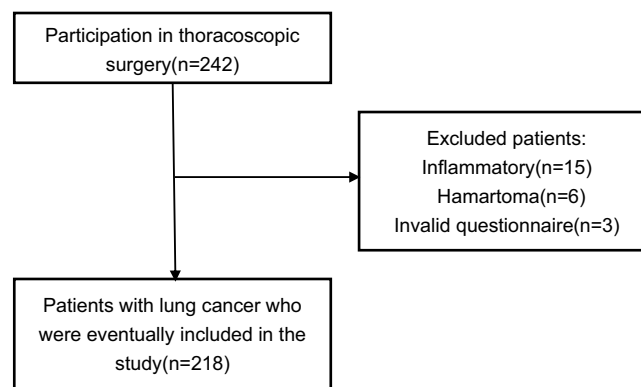 Participation in thoracoscopic
surgery(n=242)
Excluded patients:
Inflammatory(n=15)
Hamartoma(n=6)
Invalid questionnaire(n=3)
Patients with lung cancer who
were eventually included in the
study(n=218)